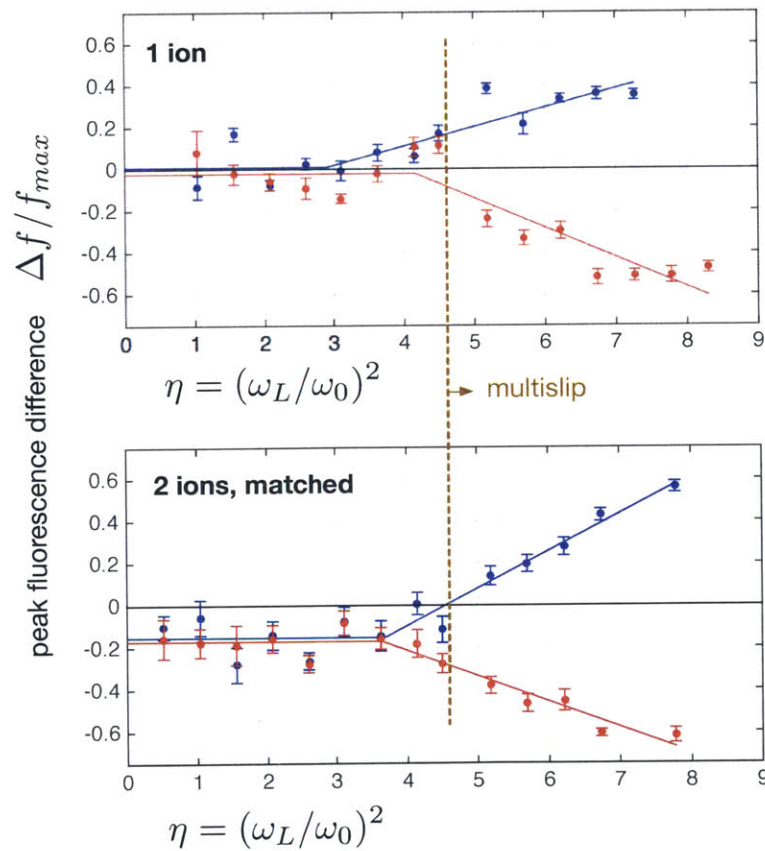 peak fluorescence difference Δf/f_max
0.6
0.4
0.2
0
-0.2
-0.4
-0.6
1 ion
0 1 2 3 4 5 6 7 8 9
η = (ω_L/ω_0)^2
multislip
0.6
0.4
0.2
0
-0.2
-0.4
-0.6
2 ions, matched
0 1 2 3 4 5 6 7 8 9
η = (ω_L/ω_0)^2